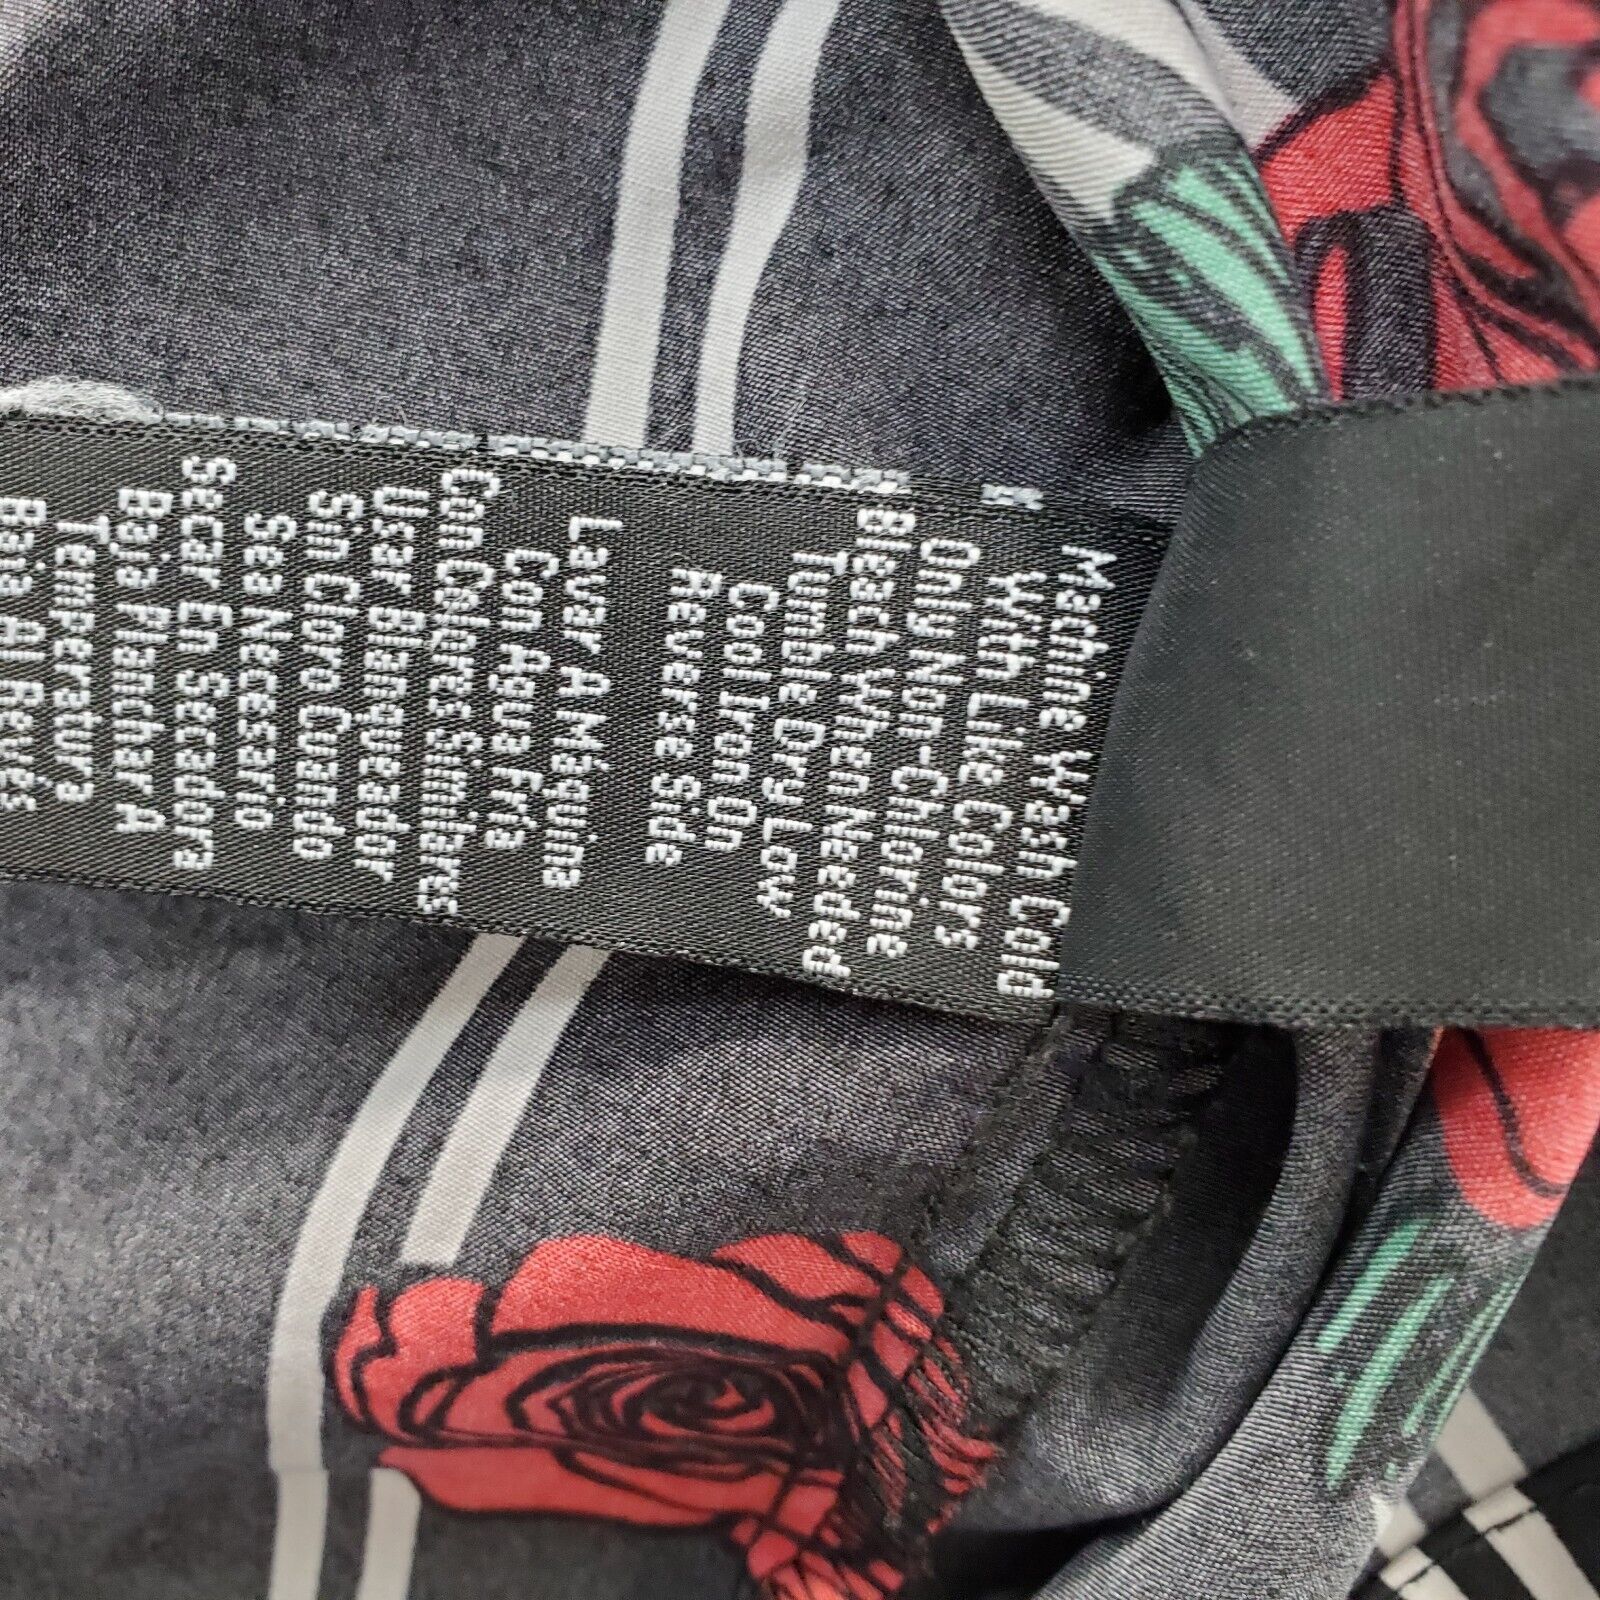 Machine Wash Cold
With Like Colors
Only Non-Chlorine
Bleach When Needed
Tumble Dry Low
Cool Iron On
Reverse Side
Lavar A Máquina
Con Agua Fria
Con Colores Similares
Usar Blanqueador
Sin Cloro Cuando
Sea Necesario
Secar En Secadora
Baja Planchar A
Temperatura
Baja Al Revés